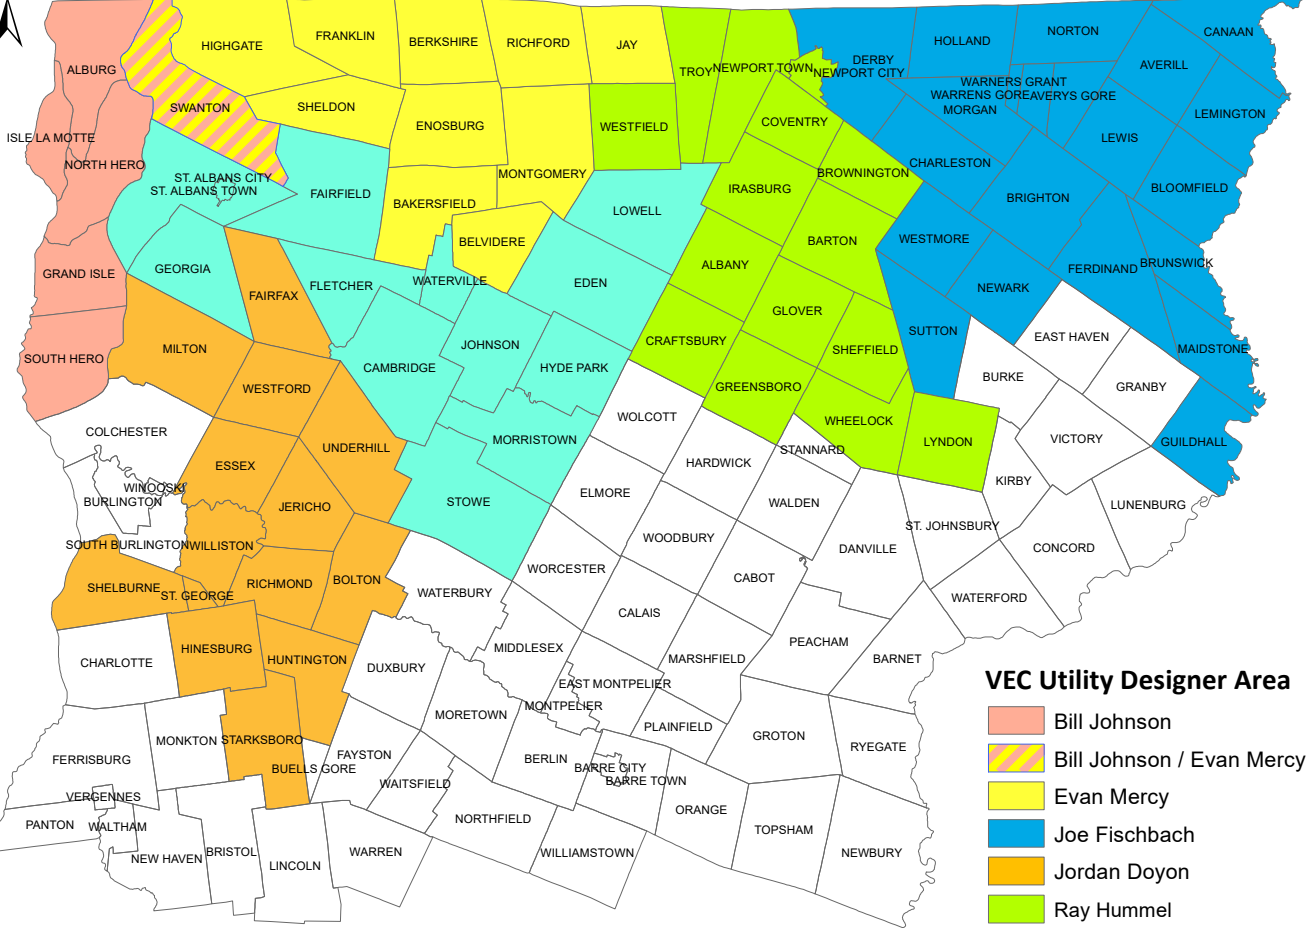 FRANKLIN
BERKSHIRE
RICHFORD
JAY
HIGHGATE
TROY
NEWPORT TOWN
DERBY
NEWPORT CITY
HOLLAND
NORTON
CANAAN
ALBURG
AVERILL
WARNERS GRANT
WARRENS GORE
AVERYS GORE
MORGAN
LEMINGTON
SWANTON
SHELDON
ENOSBURG
WESTFIELD
COVENTRY
LEWIS
ISLE LA MOTTE
NORTH HERO
ST. ALBANS CITY
ST. ALBANS TOWN
FAIRFIELD
MONTGOMERY
BAKERSFIELD
IRASBURG
BROWNINGTON
CHARLESTON
BRIGHTON
BLOOMFIELD
LOWELL
BELVIDERE
BARTON
WESTMORE
GRAND ISLE
GEORGIA
FAIRFAX
FLETCHER
WATERVILLE
EDEN
ALBANY
NEWARK
FERDINAND
BRUNSWICK
GLOVER
SUTTON
EAST HAVEN
MAIDSTONE
SOUTH HERO
MILTON
WESTFORD
CAMBRIDGE
JOHNSON
HYDE PARK
CRAFTSBURY
SHEFFIELD
BURKE
GRANBY
GREENSBORO
WOLCOTT
WHEELOCK
LYNDON
VICTORY
GUILDHALL
COLCHESTER
UNDERHILL
MORRISTOWN
STANNARD
HARDWICK
ESSEX
KIRBY
WINOOSKI
BURLINGTON
JERICHO
STOWE
ELMORE
WALDEN
LUNENBURG
ST. JOHNSBURY
SOUTH BURLINGTON
WILLISTON
WOODBURY
DANVILLE
CONCORD
SHELBURNE
ST. GEORGE
RICHMOND
BOLTON
WATERBURY
WORCESTER
CABOT
WATERFORD
CALAIS
HINESBURG
CHARLOTTE
HUNTINGTON
DUXBURY
MIDDLESEX
MARSHFIELD
PEACHAM
BARNET
EAST MONTPELIER
MONTPELIER
MORETOWN
PLAINFIELD
GROTON
RYEGATE
MONKTON
STARKSBORO
FERRISBURG
BUELLS GORE
FAYSTON
BERLIN
BARRE CITY
BARRE TOWN
WAITSFIELD
VERGENNES
PANTON
WALTHAM
NORTHFIELD
ORANGE
TOPSHAM
NEW HAVEN
BRISTOL
LINCOLN
WARREN
WILLIAMSTOWN
NEWBURY
VEC Utility Designer Area
Bill Johnson
Bill Johnson / Evan Mercy
Evan Mercy
Joe Fischbach
Jordan Doyon
Ray Hummel